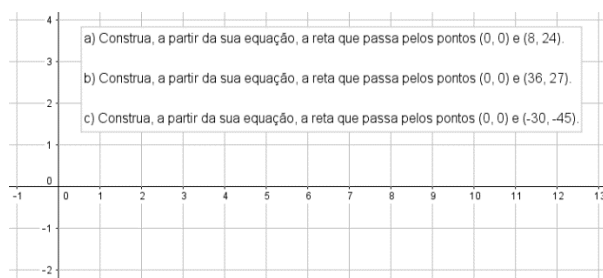 4
a) Construa, a partir da sua equação, a reta que passa pelos pontos (0, 0) e (8, 24).
3
b) Construa, a partir da sua equação, a reta que passa pelos pontos (0, 0) e (36, 27).
2
c) Construa, a partir da sua equação, a reta que passa pelos pontos (0, 0) e (-30, -45).
1
0
-1 0 1 2 3 4 5 6 7 8 9 10 11 12 13
-1
-2